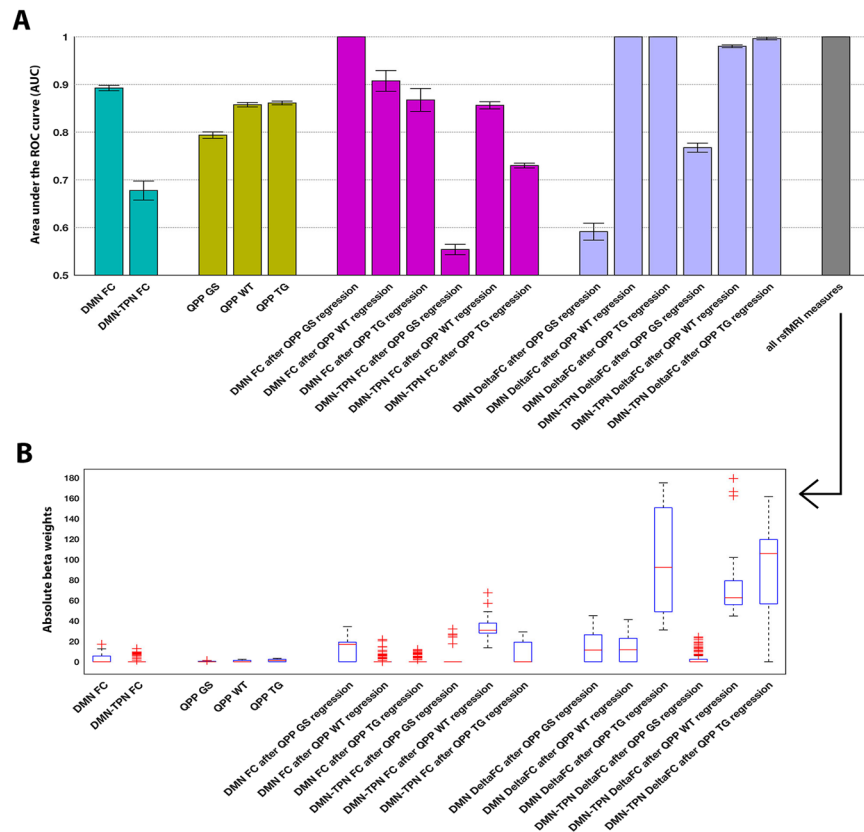 A
Area under the ROC curve (AUC)
1
0.9
0.8
0.7
0.6
0.5
DMN FC
DMN-TPN FC
QPP GS
QPP WT
QPP TG
DMN FC after QPP GS regression
DMN FC after QPP WT regression
DMN FC after QPP TG regression
DMN-TPN FC after QPP GS regression
DMN-TPN FC after QPP WT regression
DMN-TPN FC after QPP TG regression
DMN DeltaFC after QPP GS regression
DMN DeltaFC after QPP WT regression
DMN DeltaFC after QPP TG regression
DMN-TPN DeltaFC after QPP GS regression
DMN-TPN DeltaFC after QPP WT regression
DMN-TPN DeltaFC after QPP TG regression
all rsfMRI measures
B
Absolute beta weights
180
160
140
120
100
80
60
40
20
0
DMN FC
DMN-TPN FC
QPP GS
QPP WT
QPP TG
DMN FC after QPP GS regression
DMN FC after QPP WT regression
DMN FC after QPP TG regression
DMN-TPN FC after QPP GS regression
DMN-TPN FC after QPP WT regression
DMN-TPN FC after QPP TG regression
DMN DeltaFC after QPP GS regression
DMN DeltaFC after QPP WT regression
DMN DeltaFC after QPP TG regression
DMN-TPN DeltaFC after QPP GS regression
DMN-TPN DeltaFC after QPP WT regression
DMN-TPN DeltaFC after QPP TG regression